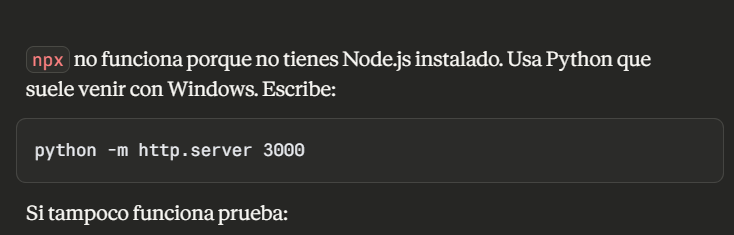 npx no funciona porque no tienes Node.js instalado. Usa Python que
suele venir con Windows. Escribe:
python -m http.server 3000
Si tampoco funciona prueba: